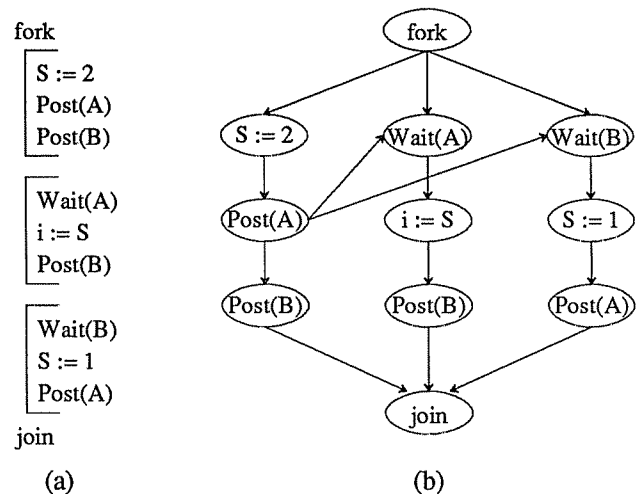 fork
S := 2
Post(A)
Post(B)
Wait(A)
i := S
Post(B)
Wait(B)
S := 1
Post(A)
join
(a)
fork
S := 2 Wait(A) Wait(B)
Post(A) i := S S := 1
Post(B) Post(B) Post(A)
join
(b)